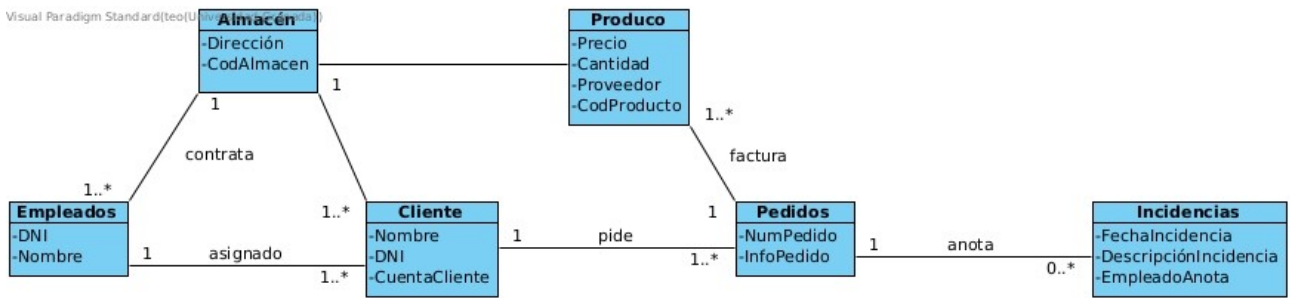 Visual Paradigm Standard(teo(Universidad Granada))
Almacén
-Dirección
-CodAlmacen
Produco
-Precio
-Cantidad
-Proveedor
-CodProducto
1
1
1..*
contrata
factura
1..*
1..*
1
Empleados
-DNI
-Nombre
Cliente
-Nombre
-DNI
-CuentaCliente
Pedidos
-NumPedido
-InfoPedido
Incidencias
-FechaIncidencia
-DescripciónIncidencia
-EmpleadoAnota
1
asignado
1..*
1
pide
1..*
1
anota
0..*